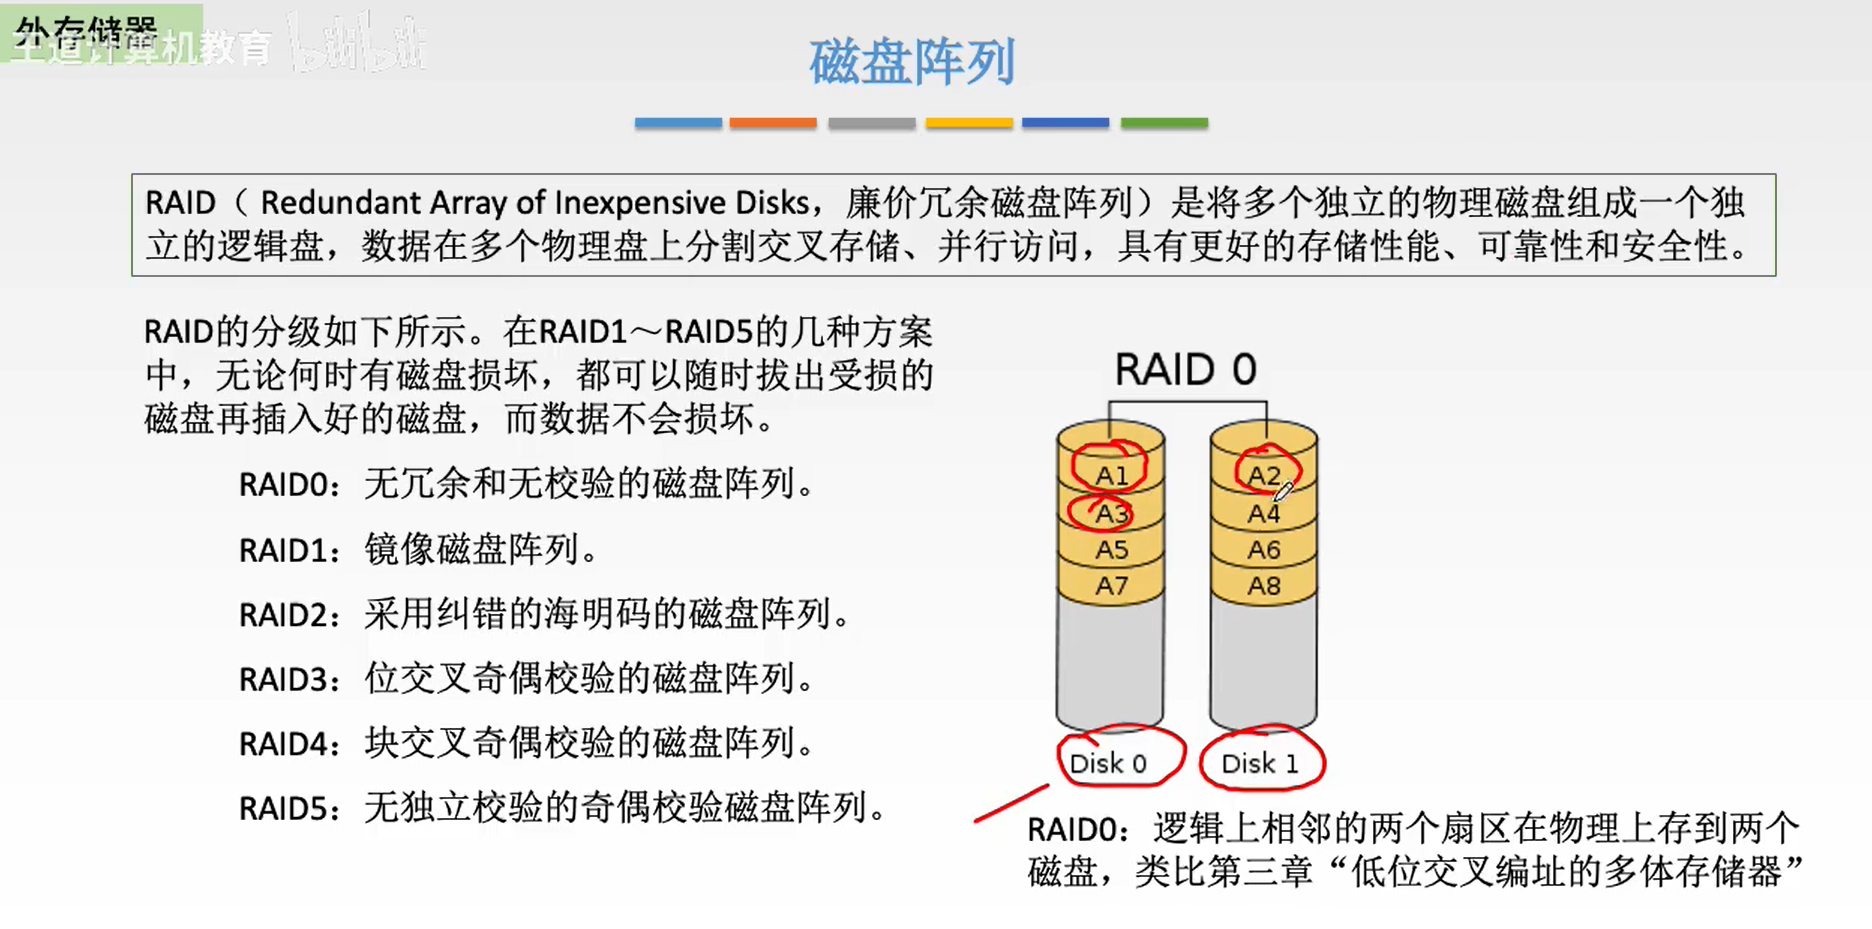 外存储器
王道计算机教育 bilibili
磁盘阵列
RAID（ Redundant Array of Inexpensive Disks，廉价冗余磁盘阵列）是将多个独立的物理磁盘组成一个独
立的逻辑盘，数据在多个物理盘上分割交叉存储、并行访问，具有更好的存储性能、可靠性和安全性。
RAID的分级如下所示。在RAID1～RAID5的几种方案
中，无论何时有磁盘损坏，都可以随时拔出受损的
磁盘再插入好的磁盘，而数据不会损坏。
RAID0：无冗余和无校验的磁盘阵列。
RAID1：镜像磁盘阵列。
RAID2：采用纠错的海明码的磁盘阵列。
RAID3：位交叉奇偶校验的磁盘阵列。
RAID4：块交叉奇偶校验的磁盘阵列。
RAID5：无独立校验的奇偶校验磁盘阵列。
RAID 0
A1 A2
A3 A4
A5 A6
A7 A8
Disk 0 Disk 1
RAID0：逻辑上相邻的两个扇区在物理上存到两个
磁盘，类比第三章“低位交叉编址的多体存储器”